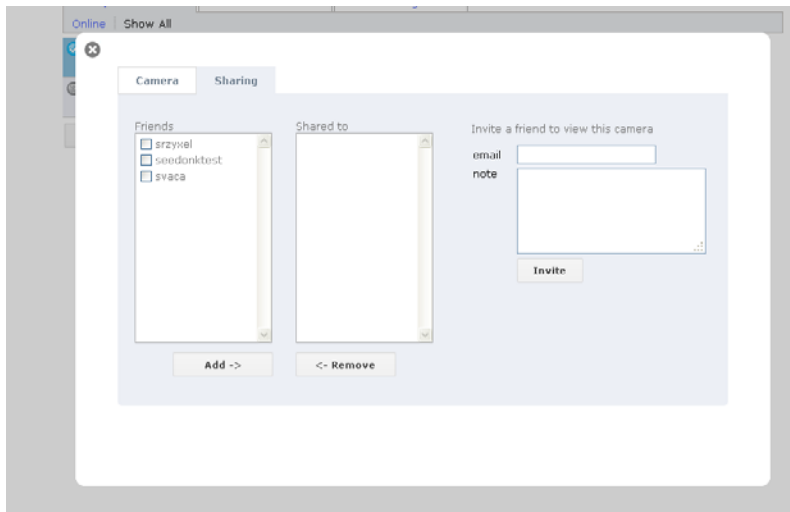 Online Show All
Camera Sharing
Friends
srzyxel
seedonktest
svaca
Shared to
Add ->
<- Remove
Invite a friend to view this camera
email
note
Invite